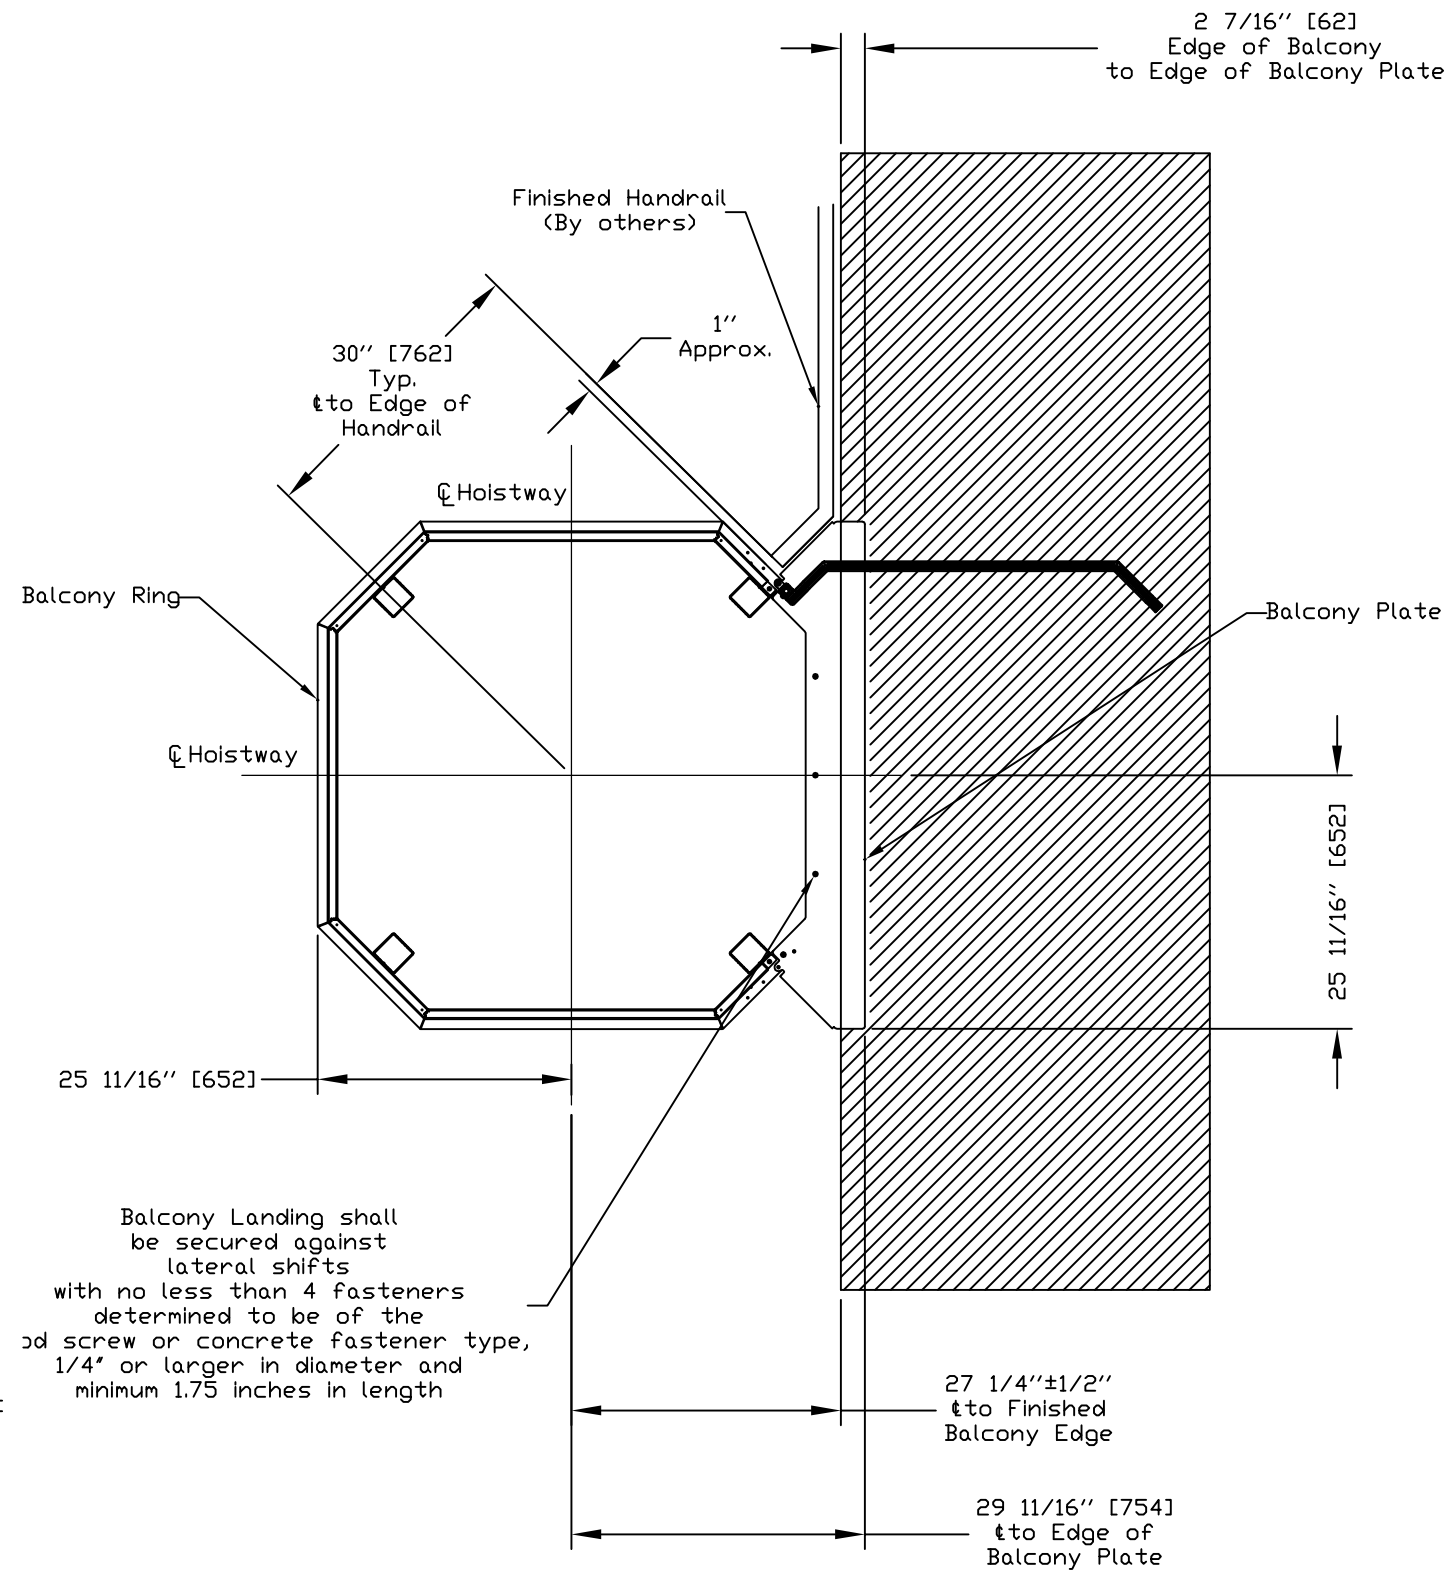 2 7/16″ [62]
Edge of Balcony
to Edge of Balcony Plate
Finished Handrail
(By others)
1″
Approx.
30″ [762]
Typ.
℄to Edge of
Handrail
℄Hoistway
Balcony Ring
Balcony Plate
℄Hoistway
25 11/16″ [652]
25 11/16″ [652]
Balcony Landing shall
be secured against
lateral shifts
with no less than 4 fasteners
determined to be of the
screw or concrete fastener type,
1/4" or larger in diameter and
minimum 1.75 inches in length
27 1/4″±1/2″
℄to Finished
Balcony Edge
29 11/16″ [754]
℄to Edge of
Balcony Plate